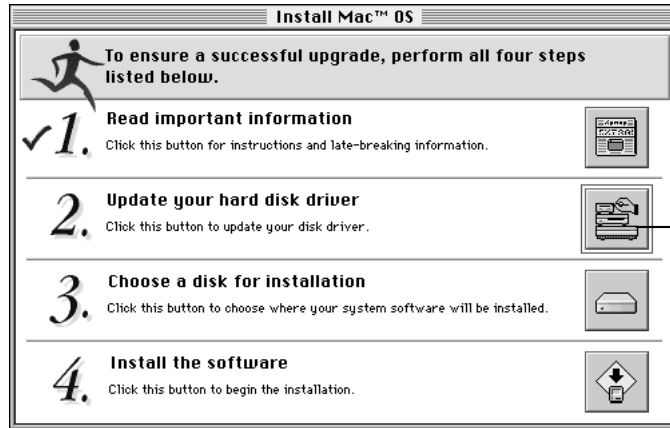 Install Mac™ OS
To ensure a successful upgrade, perform all four steps
listed below.
1.
Read important information
Click this button for instructions and late-breaking information.
EXTRA!
2.
Update your hard disk driver
Click this button to update your disk driver.
3.
Choose a disk for installation
Click this button to choose where your system software will be installed.
4.
Install the software
Click this button to begin the installation.